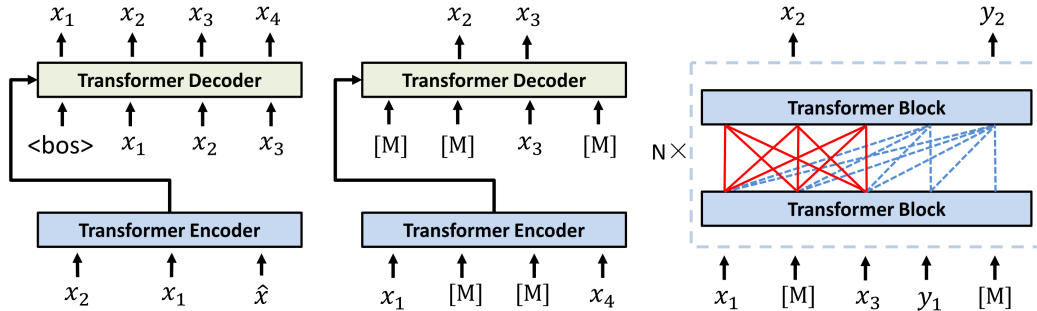 x₁ x₂ x₃ x₄
Transformer Decoder
<bos> x₁ x₂ x₃
Transformer Encoder
x₂ x₁ x̂
x₂ x₃
Transformer Decoder
[M] [M] x₃ [M]
Transformer Encoder
x₁ [M] [M] x₄
x₂ y₂
Transformer Block
N×
Transformer Block
x₁ [M] x₃ y₁ [M]